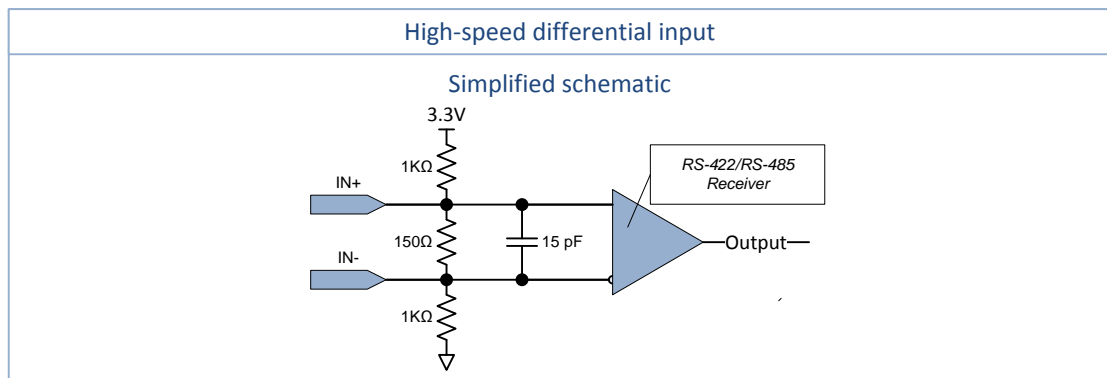 High-speed differential input
Simplified schematic
3.3V
1KΩ
IN+
RS-422/RS-485
Receiver
150Ω
15 pF
Output
IN-
1KΩ